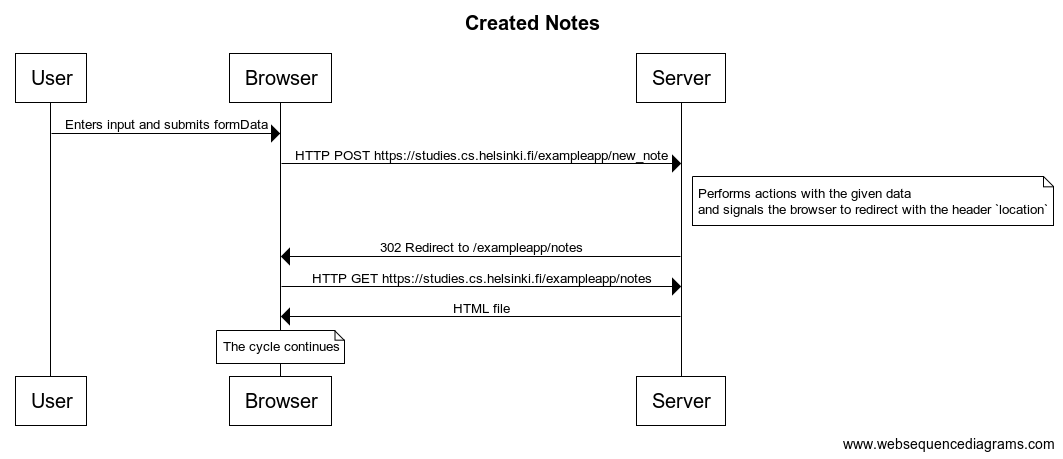 Created Notes
User
Browser
Server
Enters input and submits formData
HTTP POST https://studies.cs.helsinki.fi/exampleapp/new_note
Performs actions with the given data
and signals the browser to redirect with the header `location`
302 Redirect to /exampleapp/notes
HTTP GET https://studies.cs.helsinki.fi/exampleapp/notes
HTML file
The cycle continues
User
Browser
Server
www.websequencediagrams.com